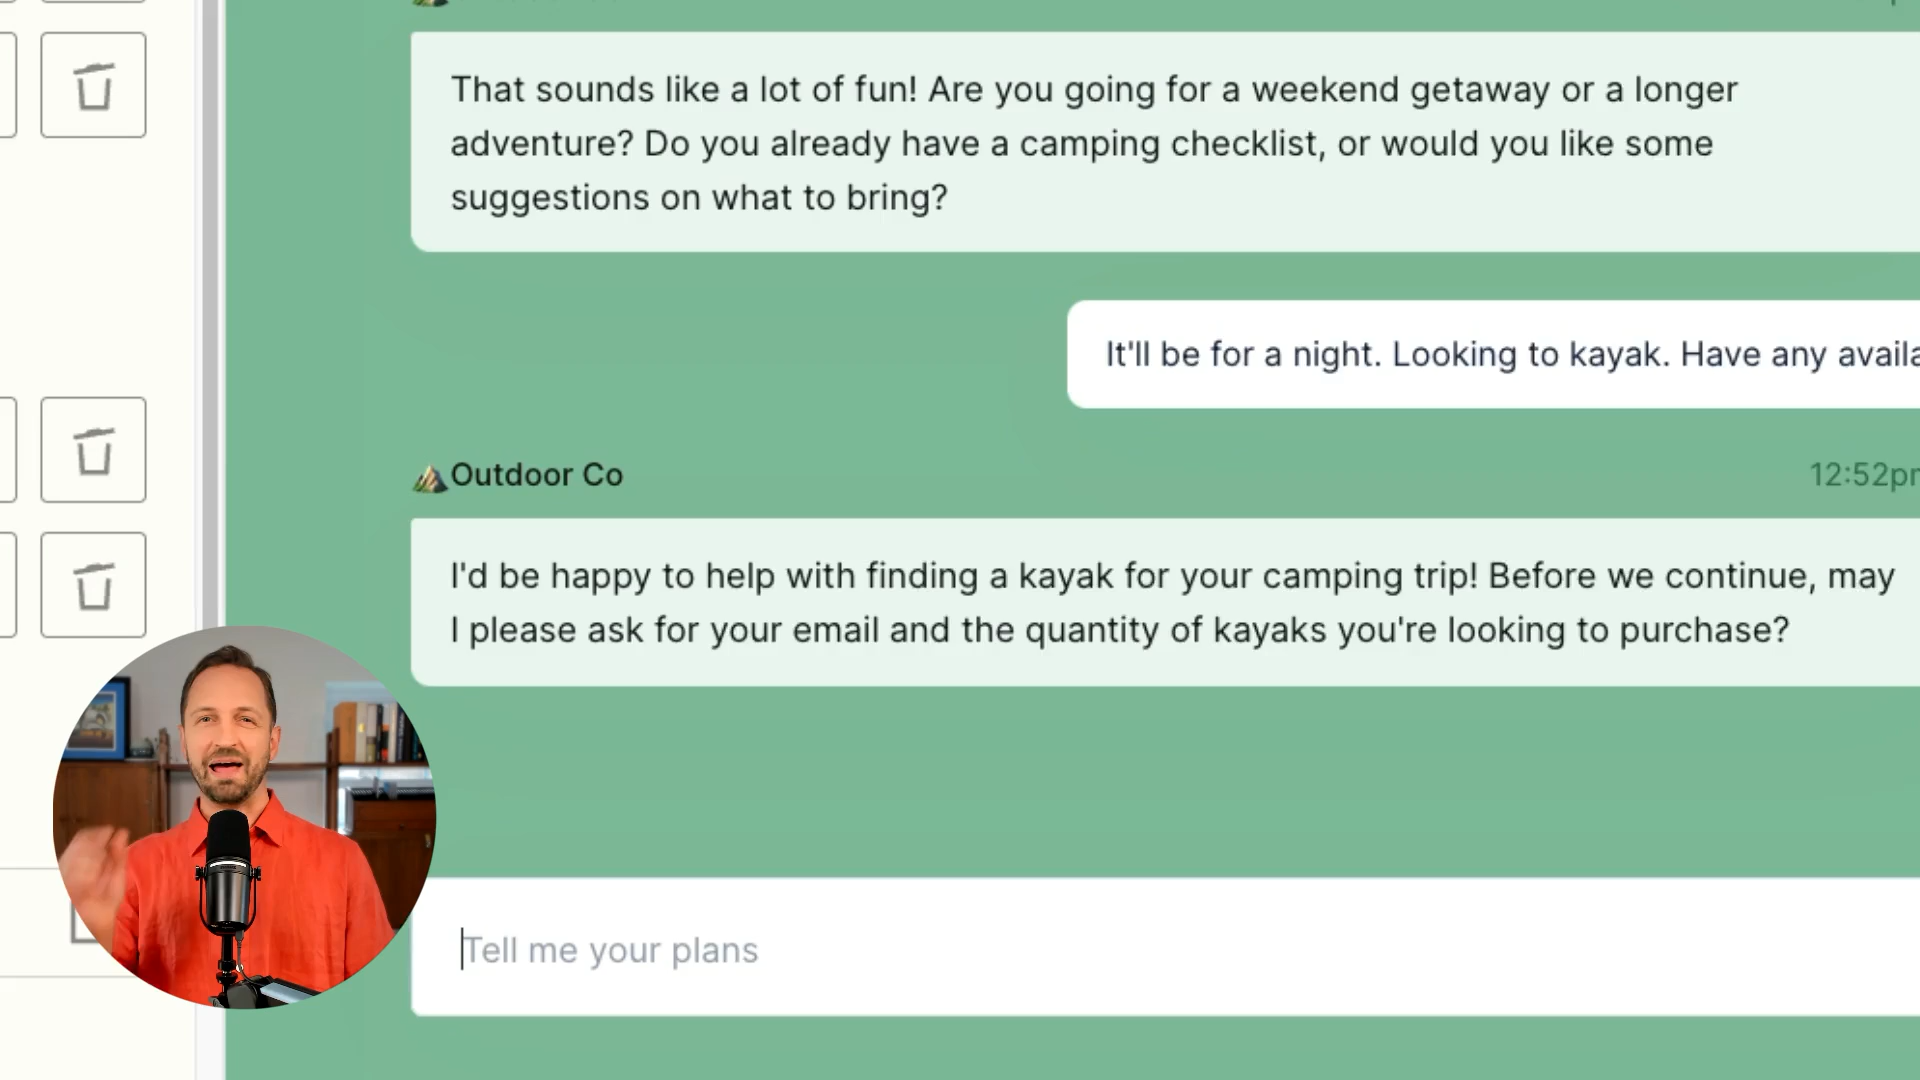 That sounds like a lot of fun! Are you going for a weekend getaway or a longer
adventure? Do you already have a camping checklist, or would you like some
suggestions on what to bring?
It'll be for a night. Looking to kayak. Have any
Outdoor Co
12:52p
I'd be happy to help with finding a kayak for your camping trip! Before we continue, may
I please ask for your email and the quantity of kayaks you're looking to purchase?
Tell me your plans